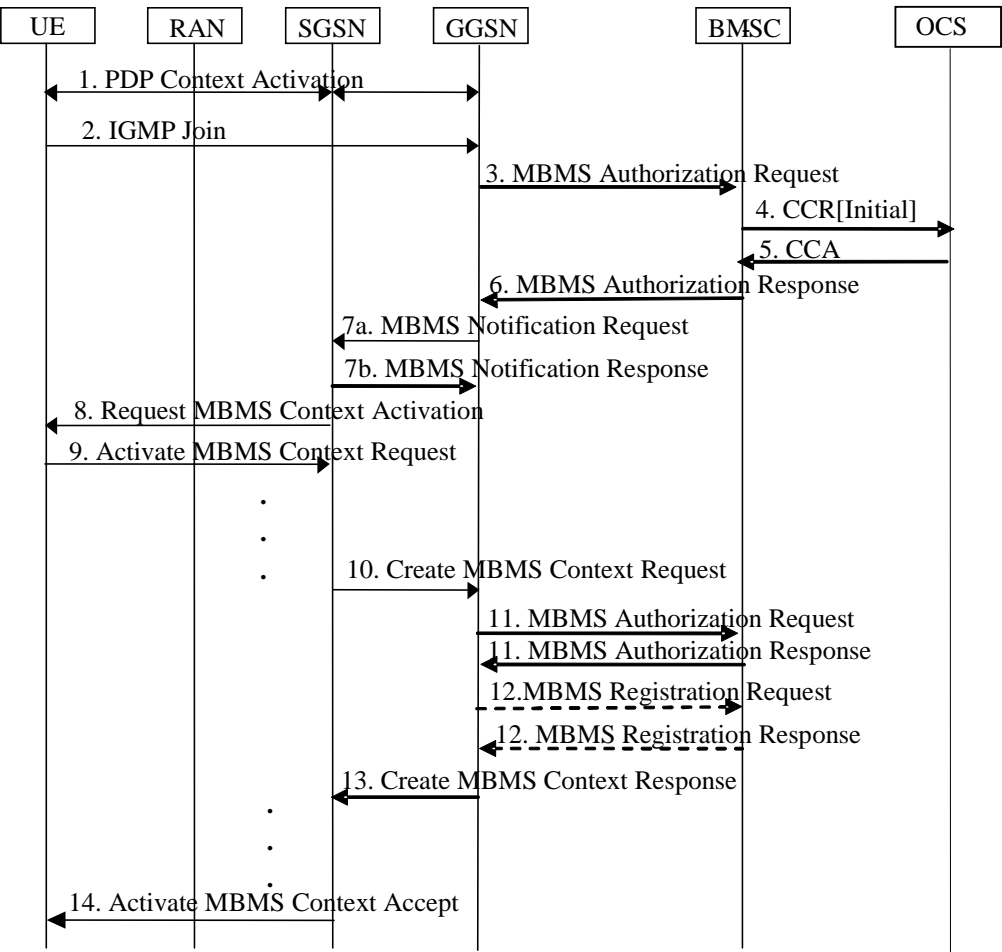 UE
RAN
SGSN
GGSN
BM-SC
OCS
1. PDP Context Activation
2. IGMP Join
3. MBMS Authorization Request
4. CCR[Initial]
5. CCA
6. MBMS Authorization Response
7a. MBMS Notification Request
7b. MBMS Notification Response
8. Request MBMS Context Activation
9. Activate MBMS Context Request
.
.
.
10. Create MBMS Context Request
11. MBMS Authorization Request
11. MBMS Authorization Response
12.MBMS Registration Request
12. MBMS Registration Response
13. Create MBMS Context Response
.
.
.
14. Activate MBMS Context Accept